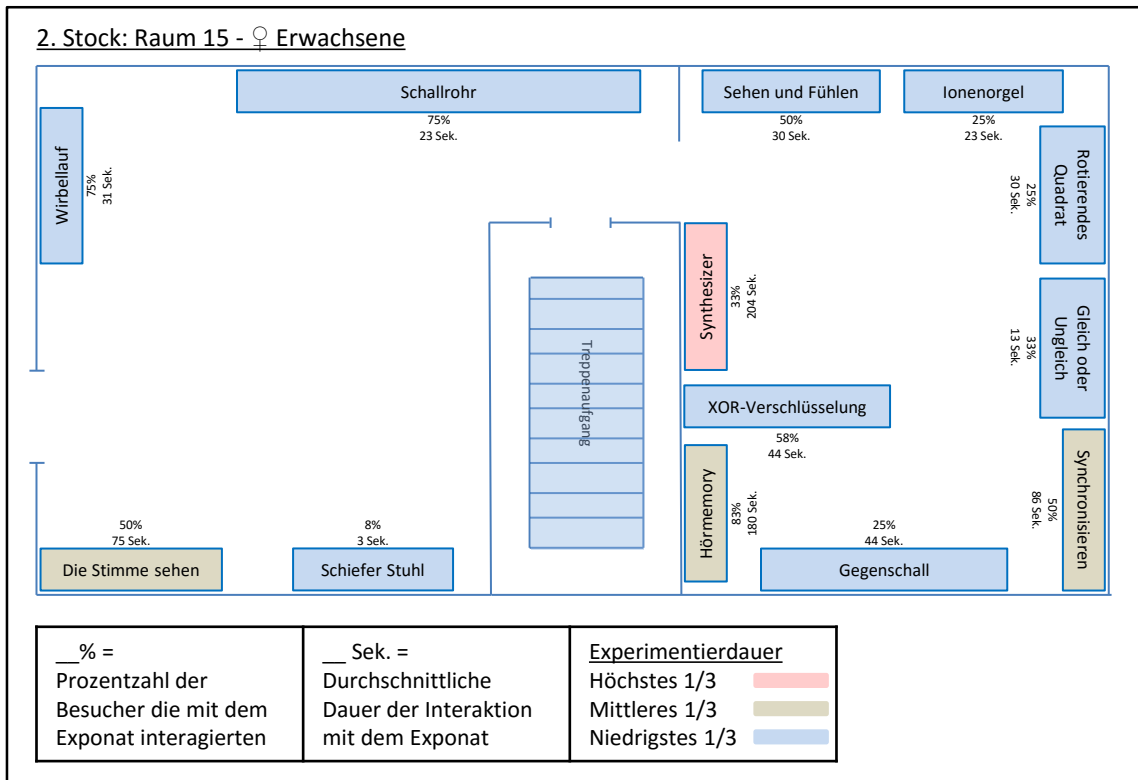 2. Stock: Raum 15 - ♀ Erwachsene
Schallrohr
75%
23 Sek.
Sehen und Fühlen
50%
30 Sek.
Ionenorgel
25%
23 Sek.
Wirbellauf
75%
31 Sek.
Rotierendes
Quadrat
25%
30 Sek.
Synthesizer
33%
204 Sek.
Gleich oder
Ungleich
33%
13 Sek.
Treppenaufgang
XOR-Verschlüsselung
58%
44 Sek.
Hörmemory
83%
180 Sek.
Synchronisieren
50%
86 Sek.
50%
75 Sek.
Die Stimme sehen
8%
3 Sek.
Schiefer Stuhl
25%
44 Sek.
Gegenschall
__% =
Prozentzahl der
Besucher die mit dem
Exponat interagierten
__ Sek. =
Durchschnittliche
Dauer der Interaktion
mit dem Exponat
Experimentierdauer
Höchstes 1/3
Mittleres 1/3
Niedrigstes 1/3